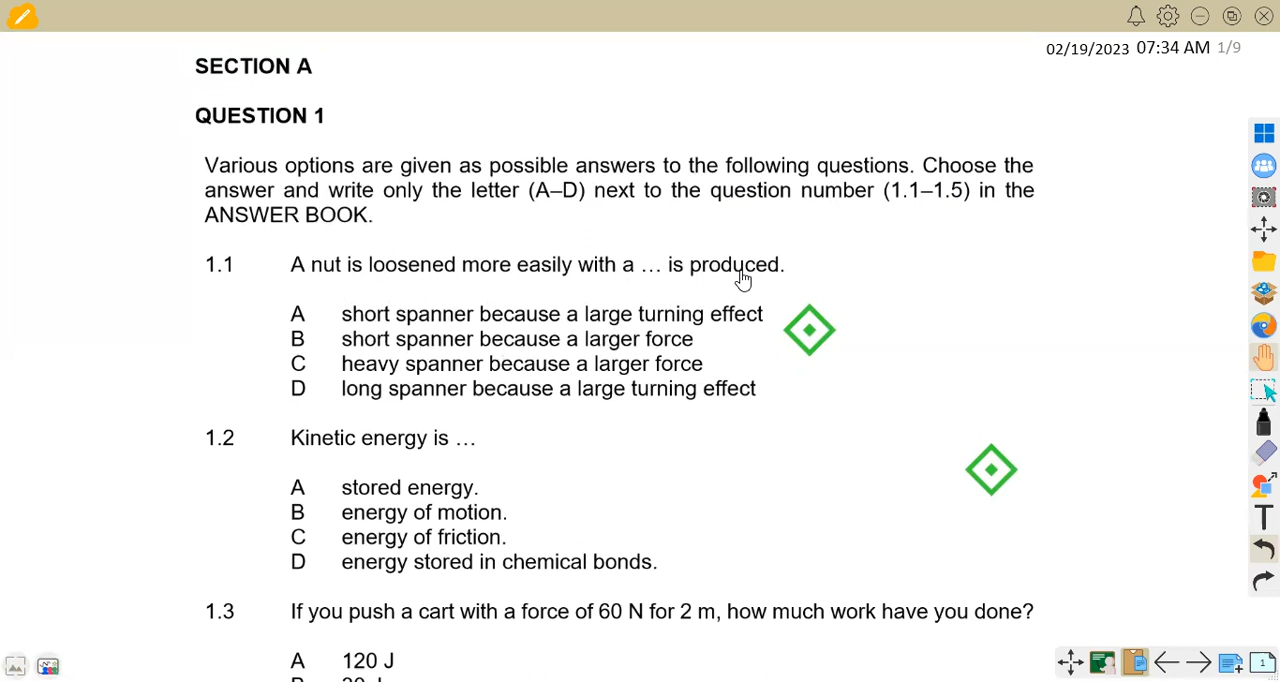 02/19/2023 07:34 AM 1/9
SECTION A
QUESTION 1
Various options are given as possible answers to the following questions. Choose the
answer and write only the letter (A–D) next to the question number (1.1–1.5) in the
ANSWER BOOK.
1.1 A nut is loosened more easily with a … is produced.
A short spanner because a large turning effect
B short spanner because a larger force
C heavy spanner because a larger force
D long spanner because a large turning effect
1.2 Kinetic energy is …
A stored energy.
B energy of motion.
C energy of friction.
D energy stored in chemical bonds.
1.3 If you push a cart with a force of 60 N for 2 m, how much work have you done?
A 120 J
T
1